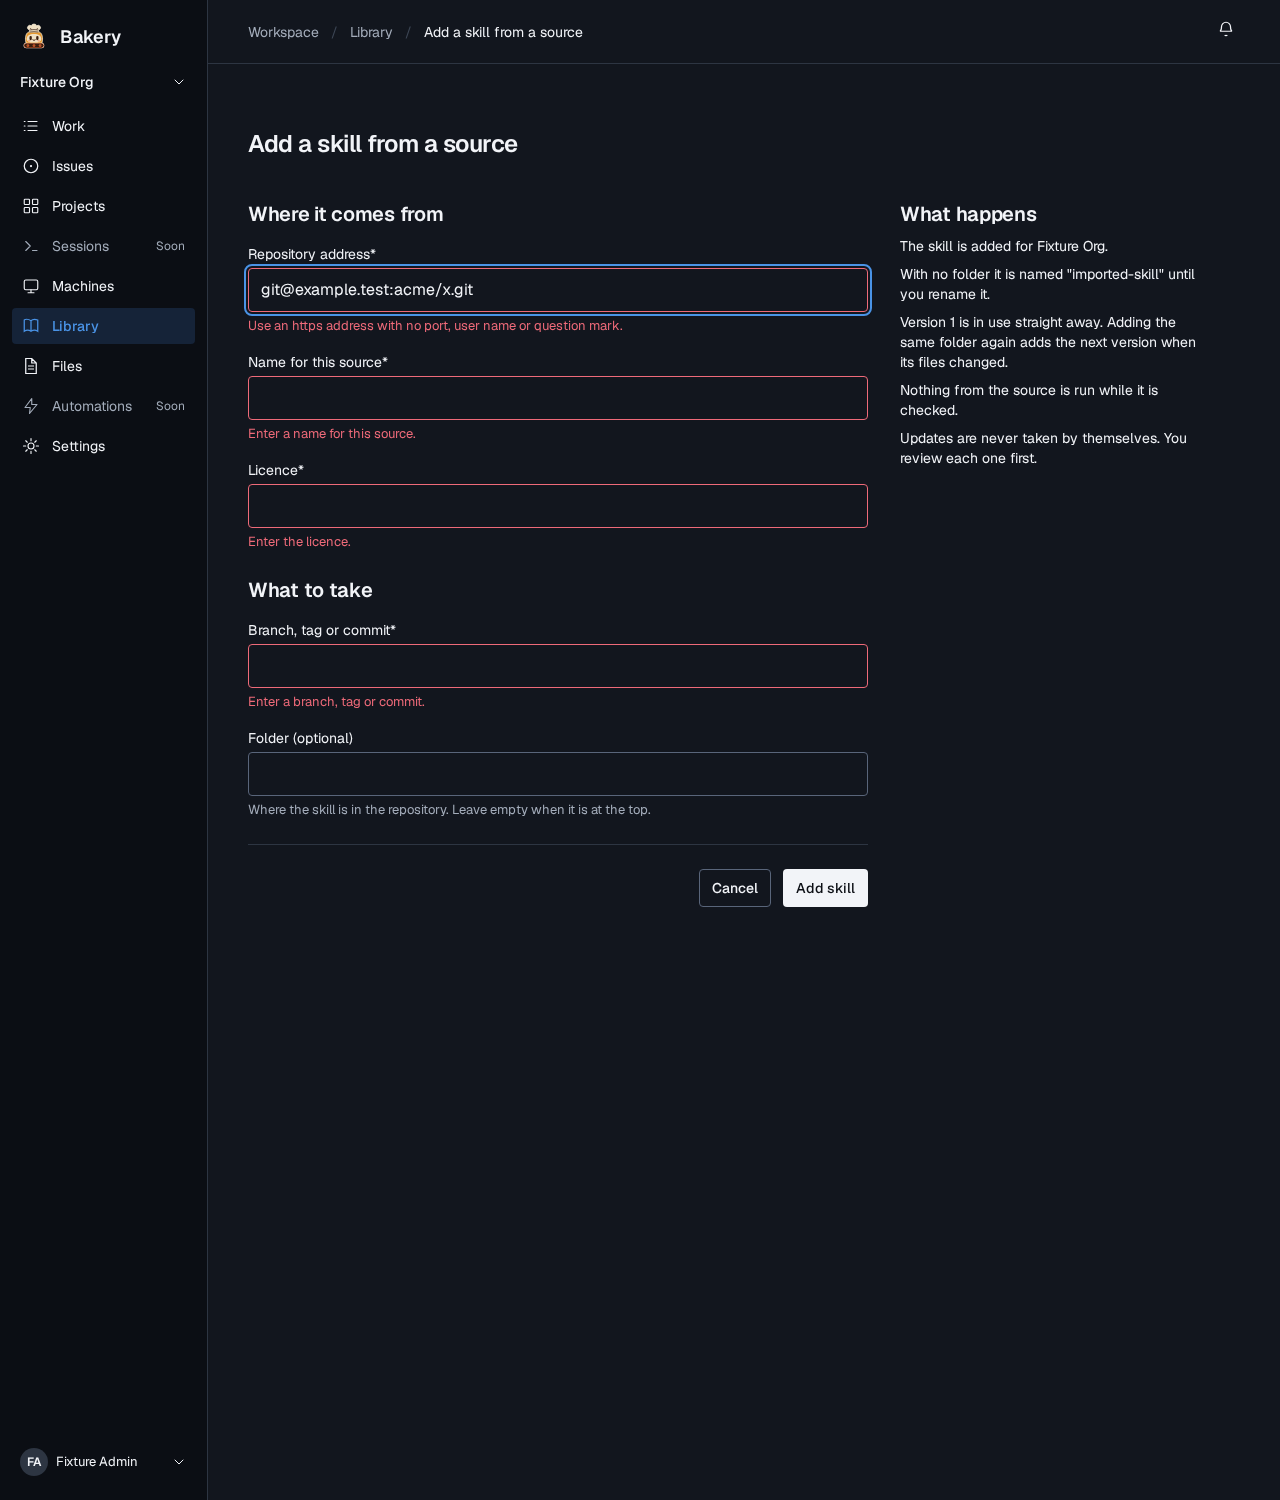 Bakery
Fixture Org
Work
Issues
Projects
Sessions Soon
Machines
Library
Files
Automations Soon
Settings
FA Fixture Admin
Workspace / Library / Add a skill from a source
Add a skill from a source
Where it comes from
Repository address*
git@example.test:acme/x.git
Use an https address with no port, user name or question mark.
Name for this source*
Enter a name for this source.
Licence*
Enter the licence.
What to take
Branch, tag or commit*
Enter a branch, tag or commit.
Folder (optional)
Where the skill is in the repository. Leave empty when it is at the top.
Cancel Add skill
What happens
The skill is added for Fixture Org.
With no folder it is named "imported-skill" until
you rename it.
Version 1 is in use straight away. Adding the
same folder again adds the next version when
its files changed.
Nothing from the source is run while it is
checked.
Updates are never taken by themselves. You
review each one first.